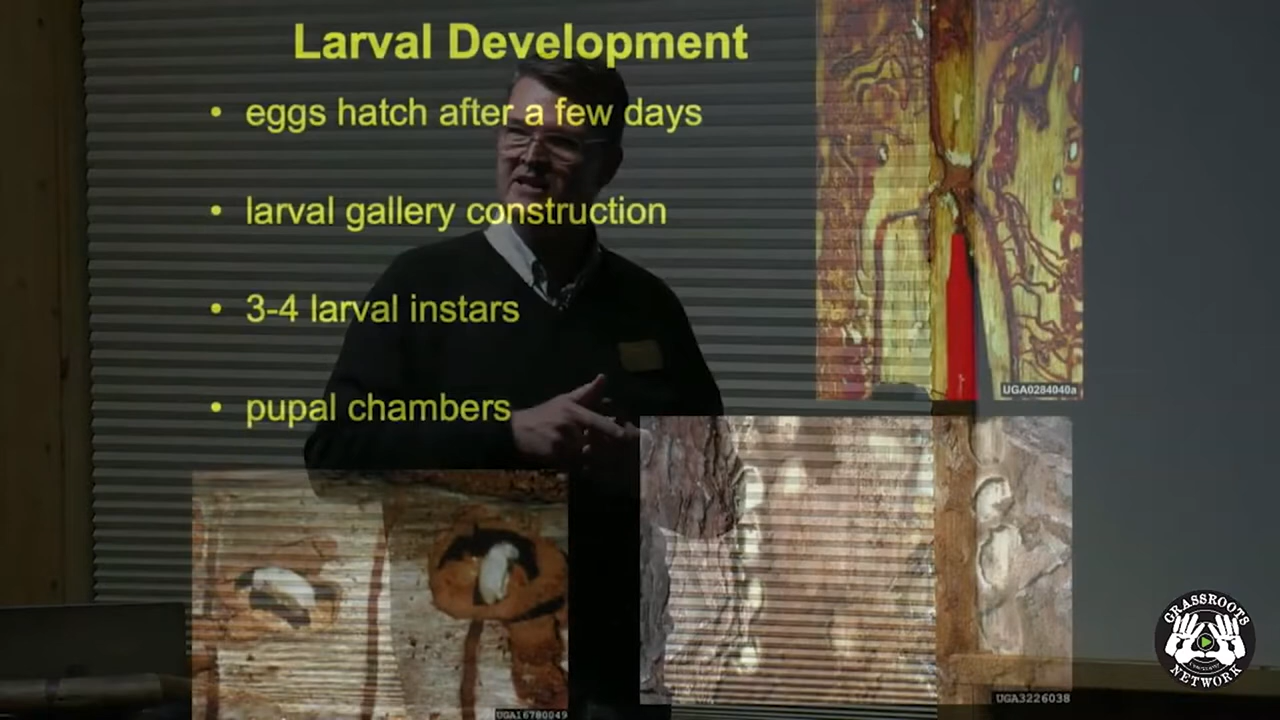 Larval Development
• eggs hatch after a few days
• larval gallery construction
• 3-4 larval instars
• pupal chambers
UGA0284040a
UGA16780049
UGA3226038
GRASSROOTS
NETWORK